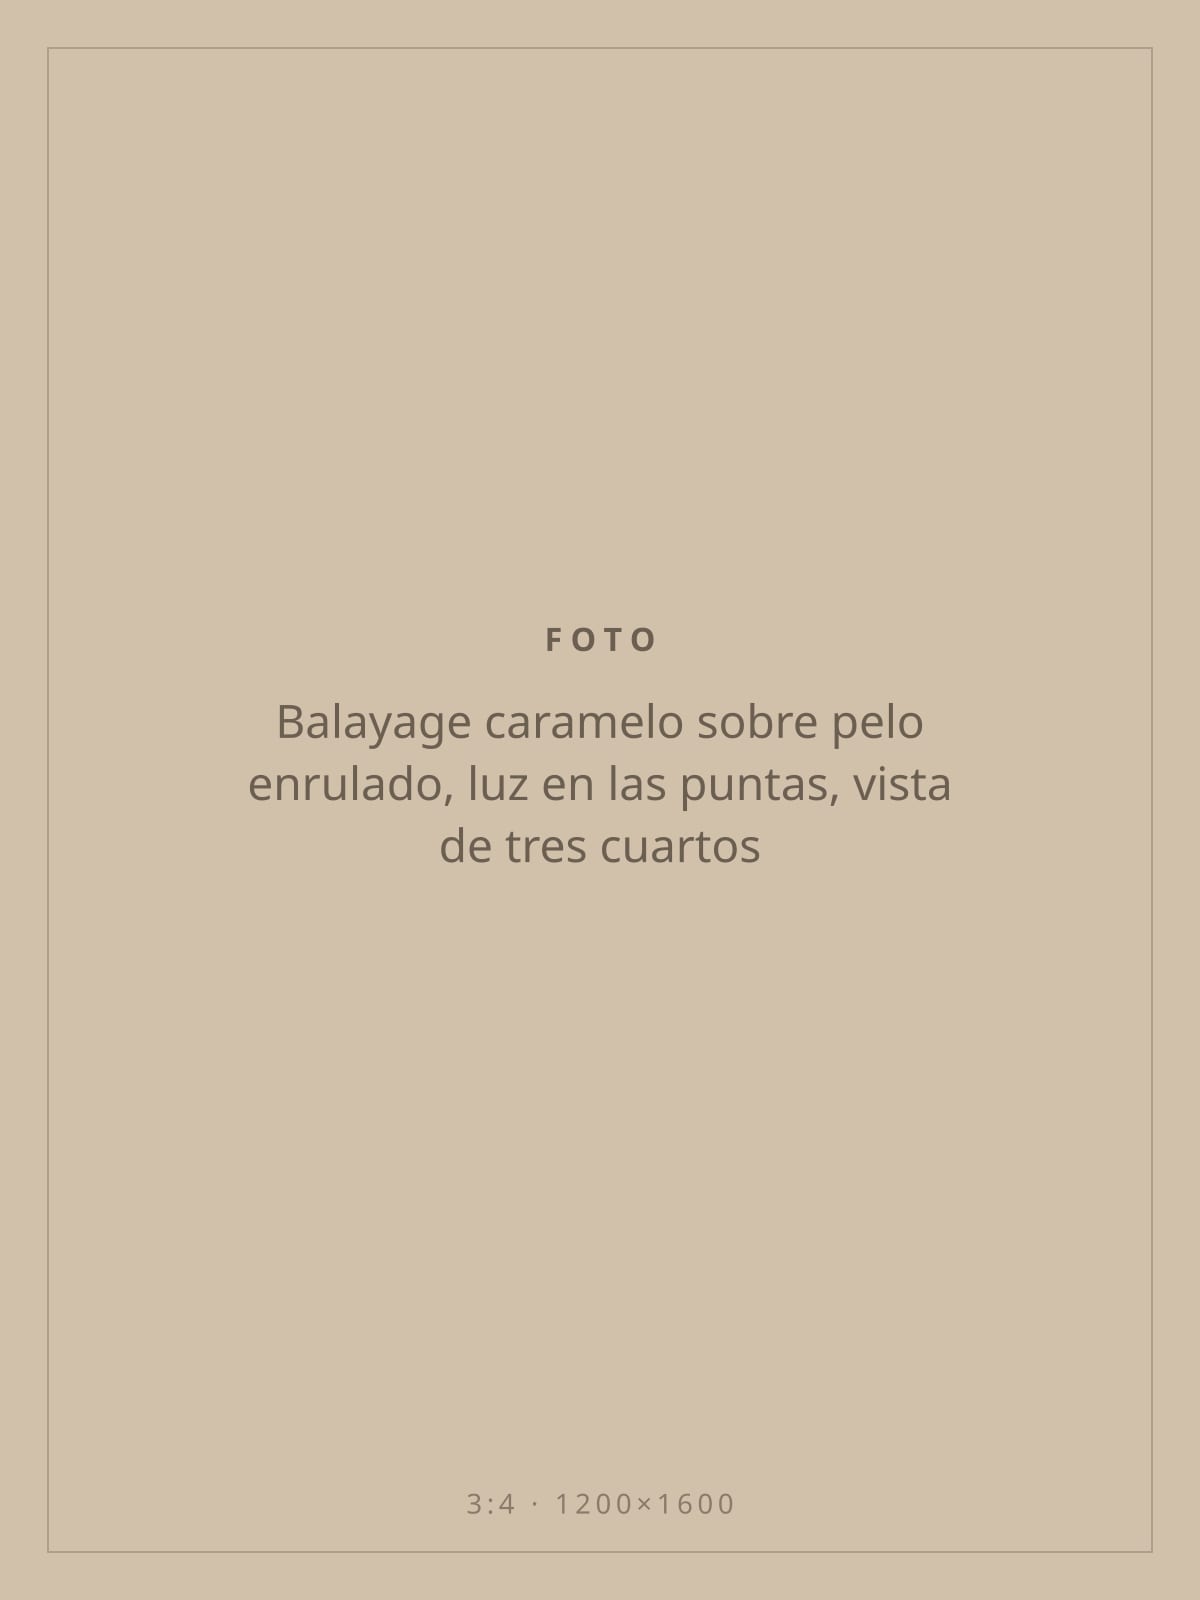 FOTO
Balayage caramelo sobre pelo
enrulado, luz en las puntas, vista
de tres cuartos
3:4 · 1200×1600